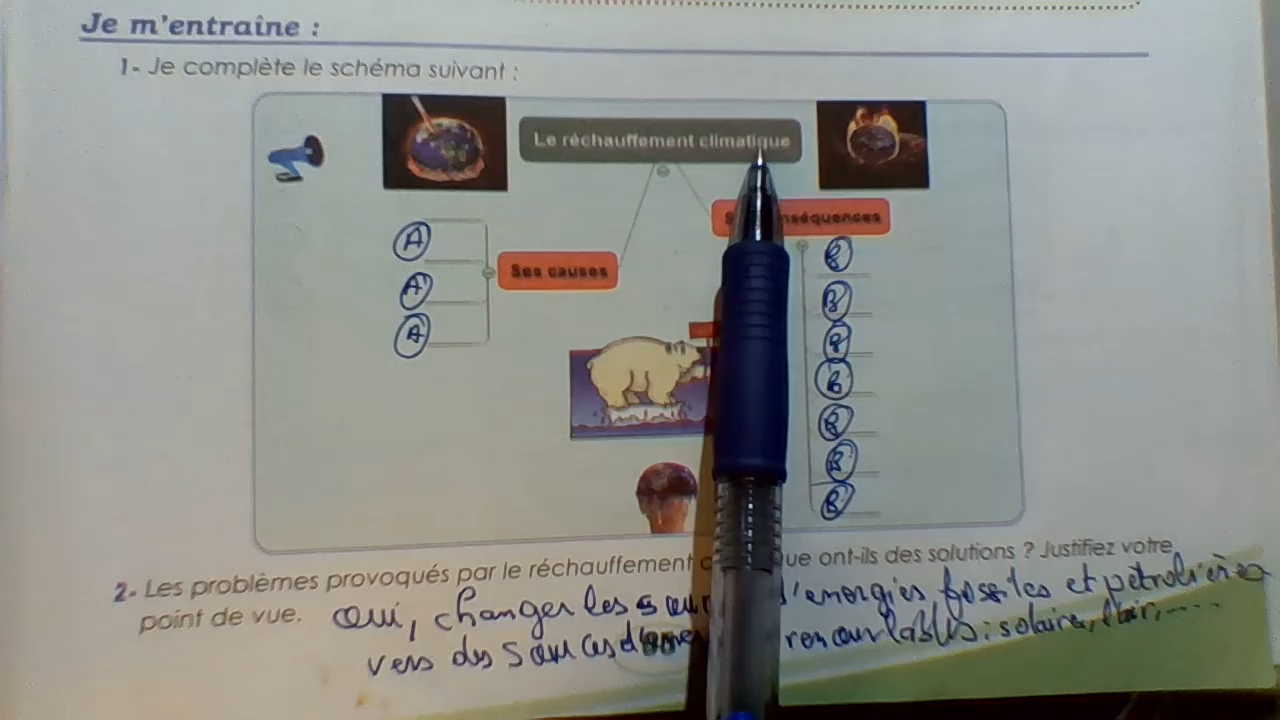 Je m'entraîne :
1- Je complète le schéma suivant :
Le réchauffement climatique
nséquences
Ses causes
A
A
A
B
B
B
B
B
B
B
2- Les problèmes provoqués par le réchauffement que ont-ils des solutions ? Justifiez votre
point de vue. oui, changer les d'energies fossiles et pétrolières
vers des sources renouvlables : solaire, l'air, ....